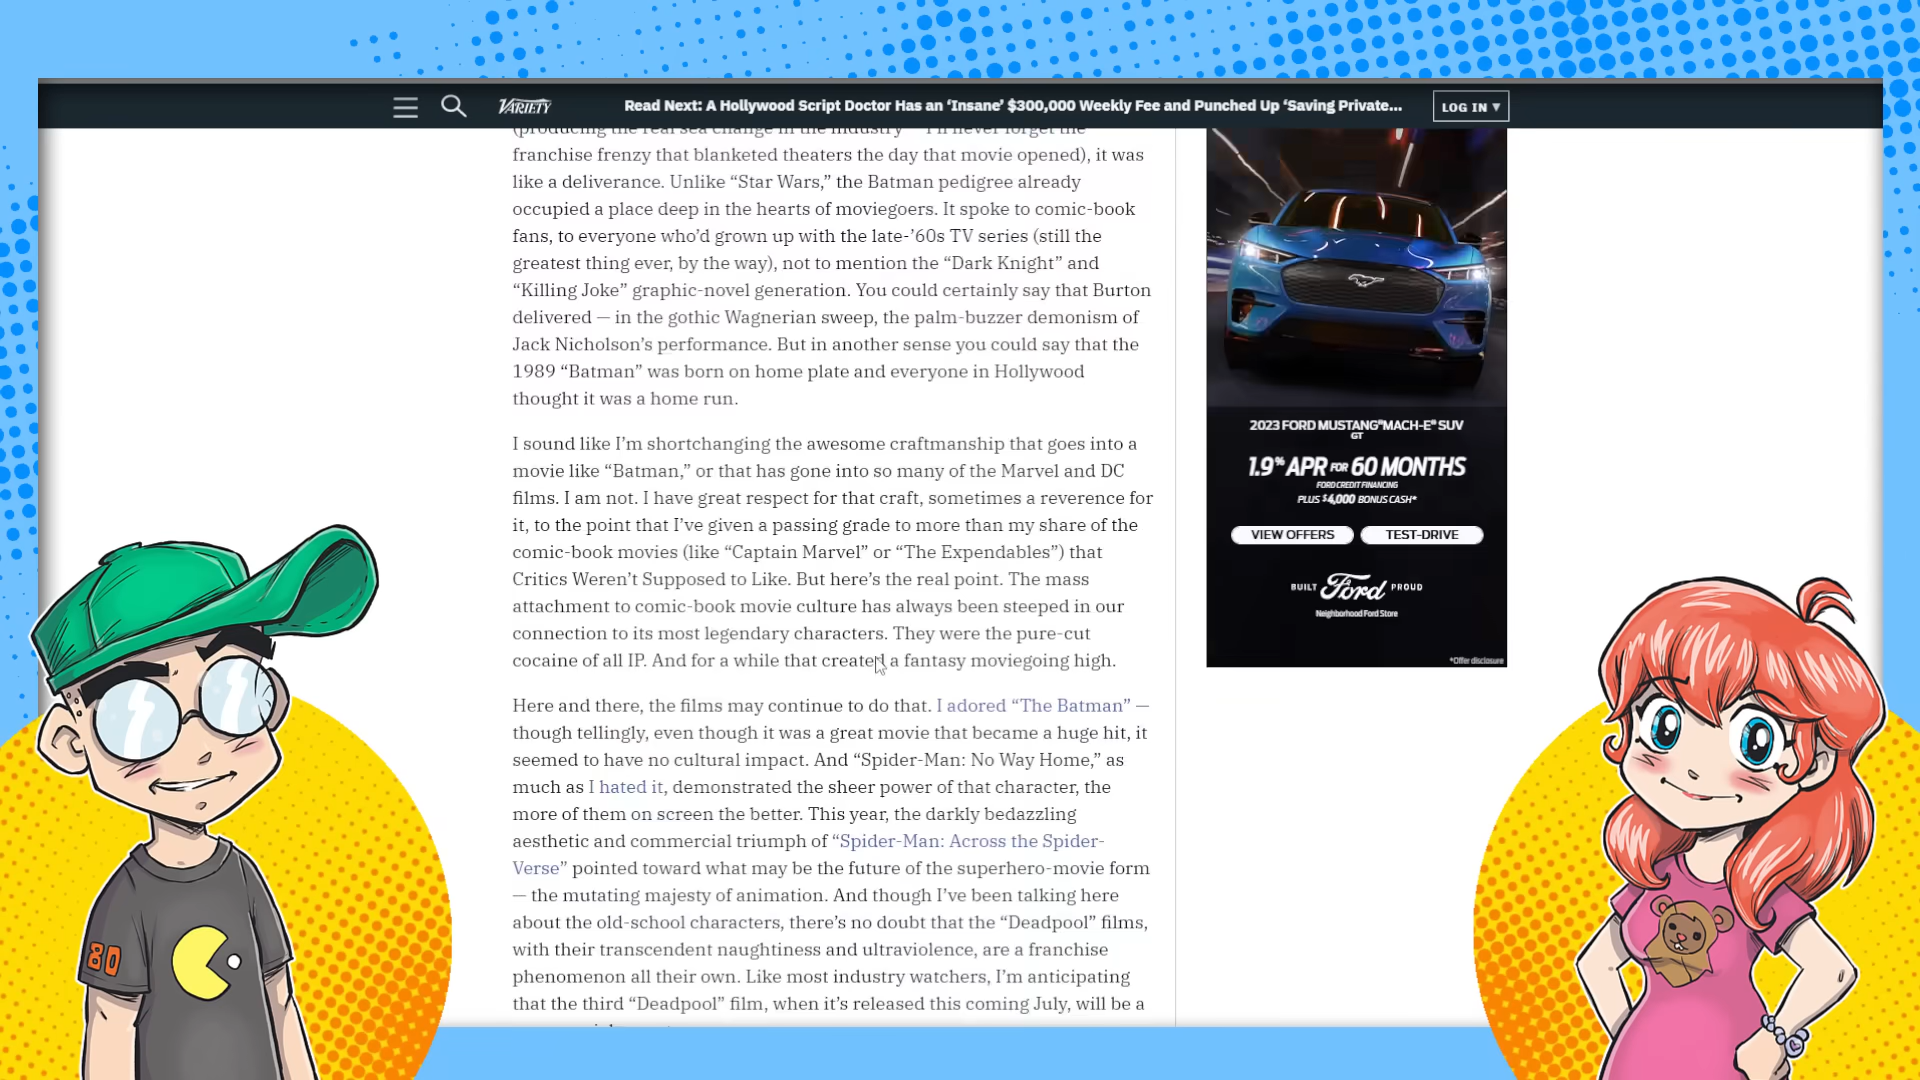 VARIETY
Read Next: A Hollywood Script Doctor Has an ‘Insane’ $300,000 Weekly Fee and Punched Up ‘Saving Private...
LOG IN ▾
(producing the real sea change in the industry — I’ll never forget the
franchise frenzy that blanketed theaters the day that movie opened), it was
like a deliverance. Unlike “Star Wars,” the Batman pedigree already
occupied a place deep in the hearts of moviegoers. It spoke to comic-book
fans, to everyone who’d grown up with the late-’60s TV series (still the
greatest thing ever, by the way), not to mention the “Dark Knight” and
“Killing Joke” graphic-novel generation. You could certainly say that Burton
delivered — in the gothic Wagnerian sweep, the palm-buzzer demonism of
Jack Nicholson’s performance. But in another sense you could say that the
1989 “Batman” was born on home plate and everyone in Hollywood
thought it was a home run.
I sound like I’m shortchanging the awesome craftmanship that goes into a
movie like “Batman,” or that has gone into so many of the Marvel and DC
films. I am not. I have great respect for that craft, sometimes a reverence for
it, to the point that I’ve given a passing grade to more than my share of the
comic-book movies (like “Captain Marvel” or “The Expendables”) that
Critics Weren’t Supposed to Like. But here’s the real point. The mass
attachment to comic-book movie culture has always been steeped in our
connection to its most legendary characters. They were the pure-cut
cocaine of all IP. And for a while that created a fantasy moviegoing high.
Here and there, the films may continue to do that. I adored “The Batman” —
though tellingly, even though it was a great movie that became a huge hit, it
seemed to have no cultural impact. And “Spider-Man: No Way Home,” as
much as I hated it, demonstrated the sheer power of that character, the
more of them on screen the better. This year, the darkly bedazzling
aesthetic and commercial triumph of “Spider-Man: Across the Spider-
Verse” pointed toward what may be the future of the superhero-movie form
— the mutating majesty of animation. And though I’ve been talking here
about the old-school characters, there’s no doubt that the “Deadpool” films,
with their transcendent naughtiness and ultraviolence, are a franchise
phenomenon all their own. Like most industry watchers, I’m anticipating
that the third “Deadpool” film, when it’s released this coming July, will be a
2023 FORD MUSTANG® MACH-E® SUV
GT
1.9% APR FOR 60 MONTHS
FORD CREDIT FINANCING
PLUS $4,000 BONUS CASH*
VIEW OFFERS
TEST-DRIVE
BUILT Ford PROUD
Neighborhood Ford Store
*Offer disclosure
80